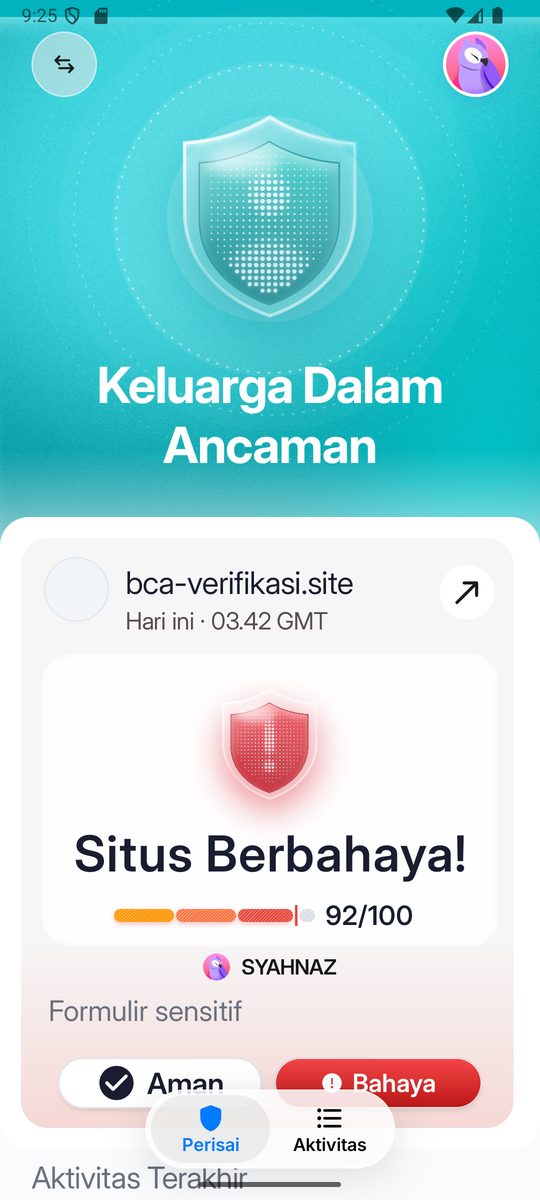 9:25
Keluarga Dalam
Ancaman
bca-verifikasi.site
Hari ini · 03.42 GMT
Situs Berbahaya!
92/100
SYAHNAZ
Formulir sensitif
Aman
Bahaya
Perisai
Aktivitas
Aktivitas Terakhir